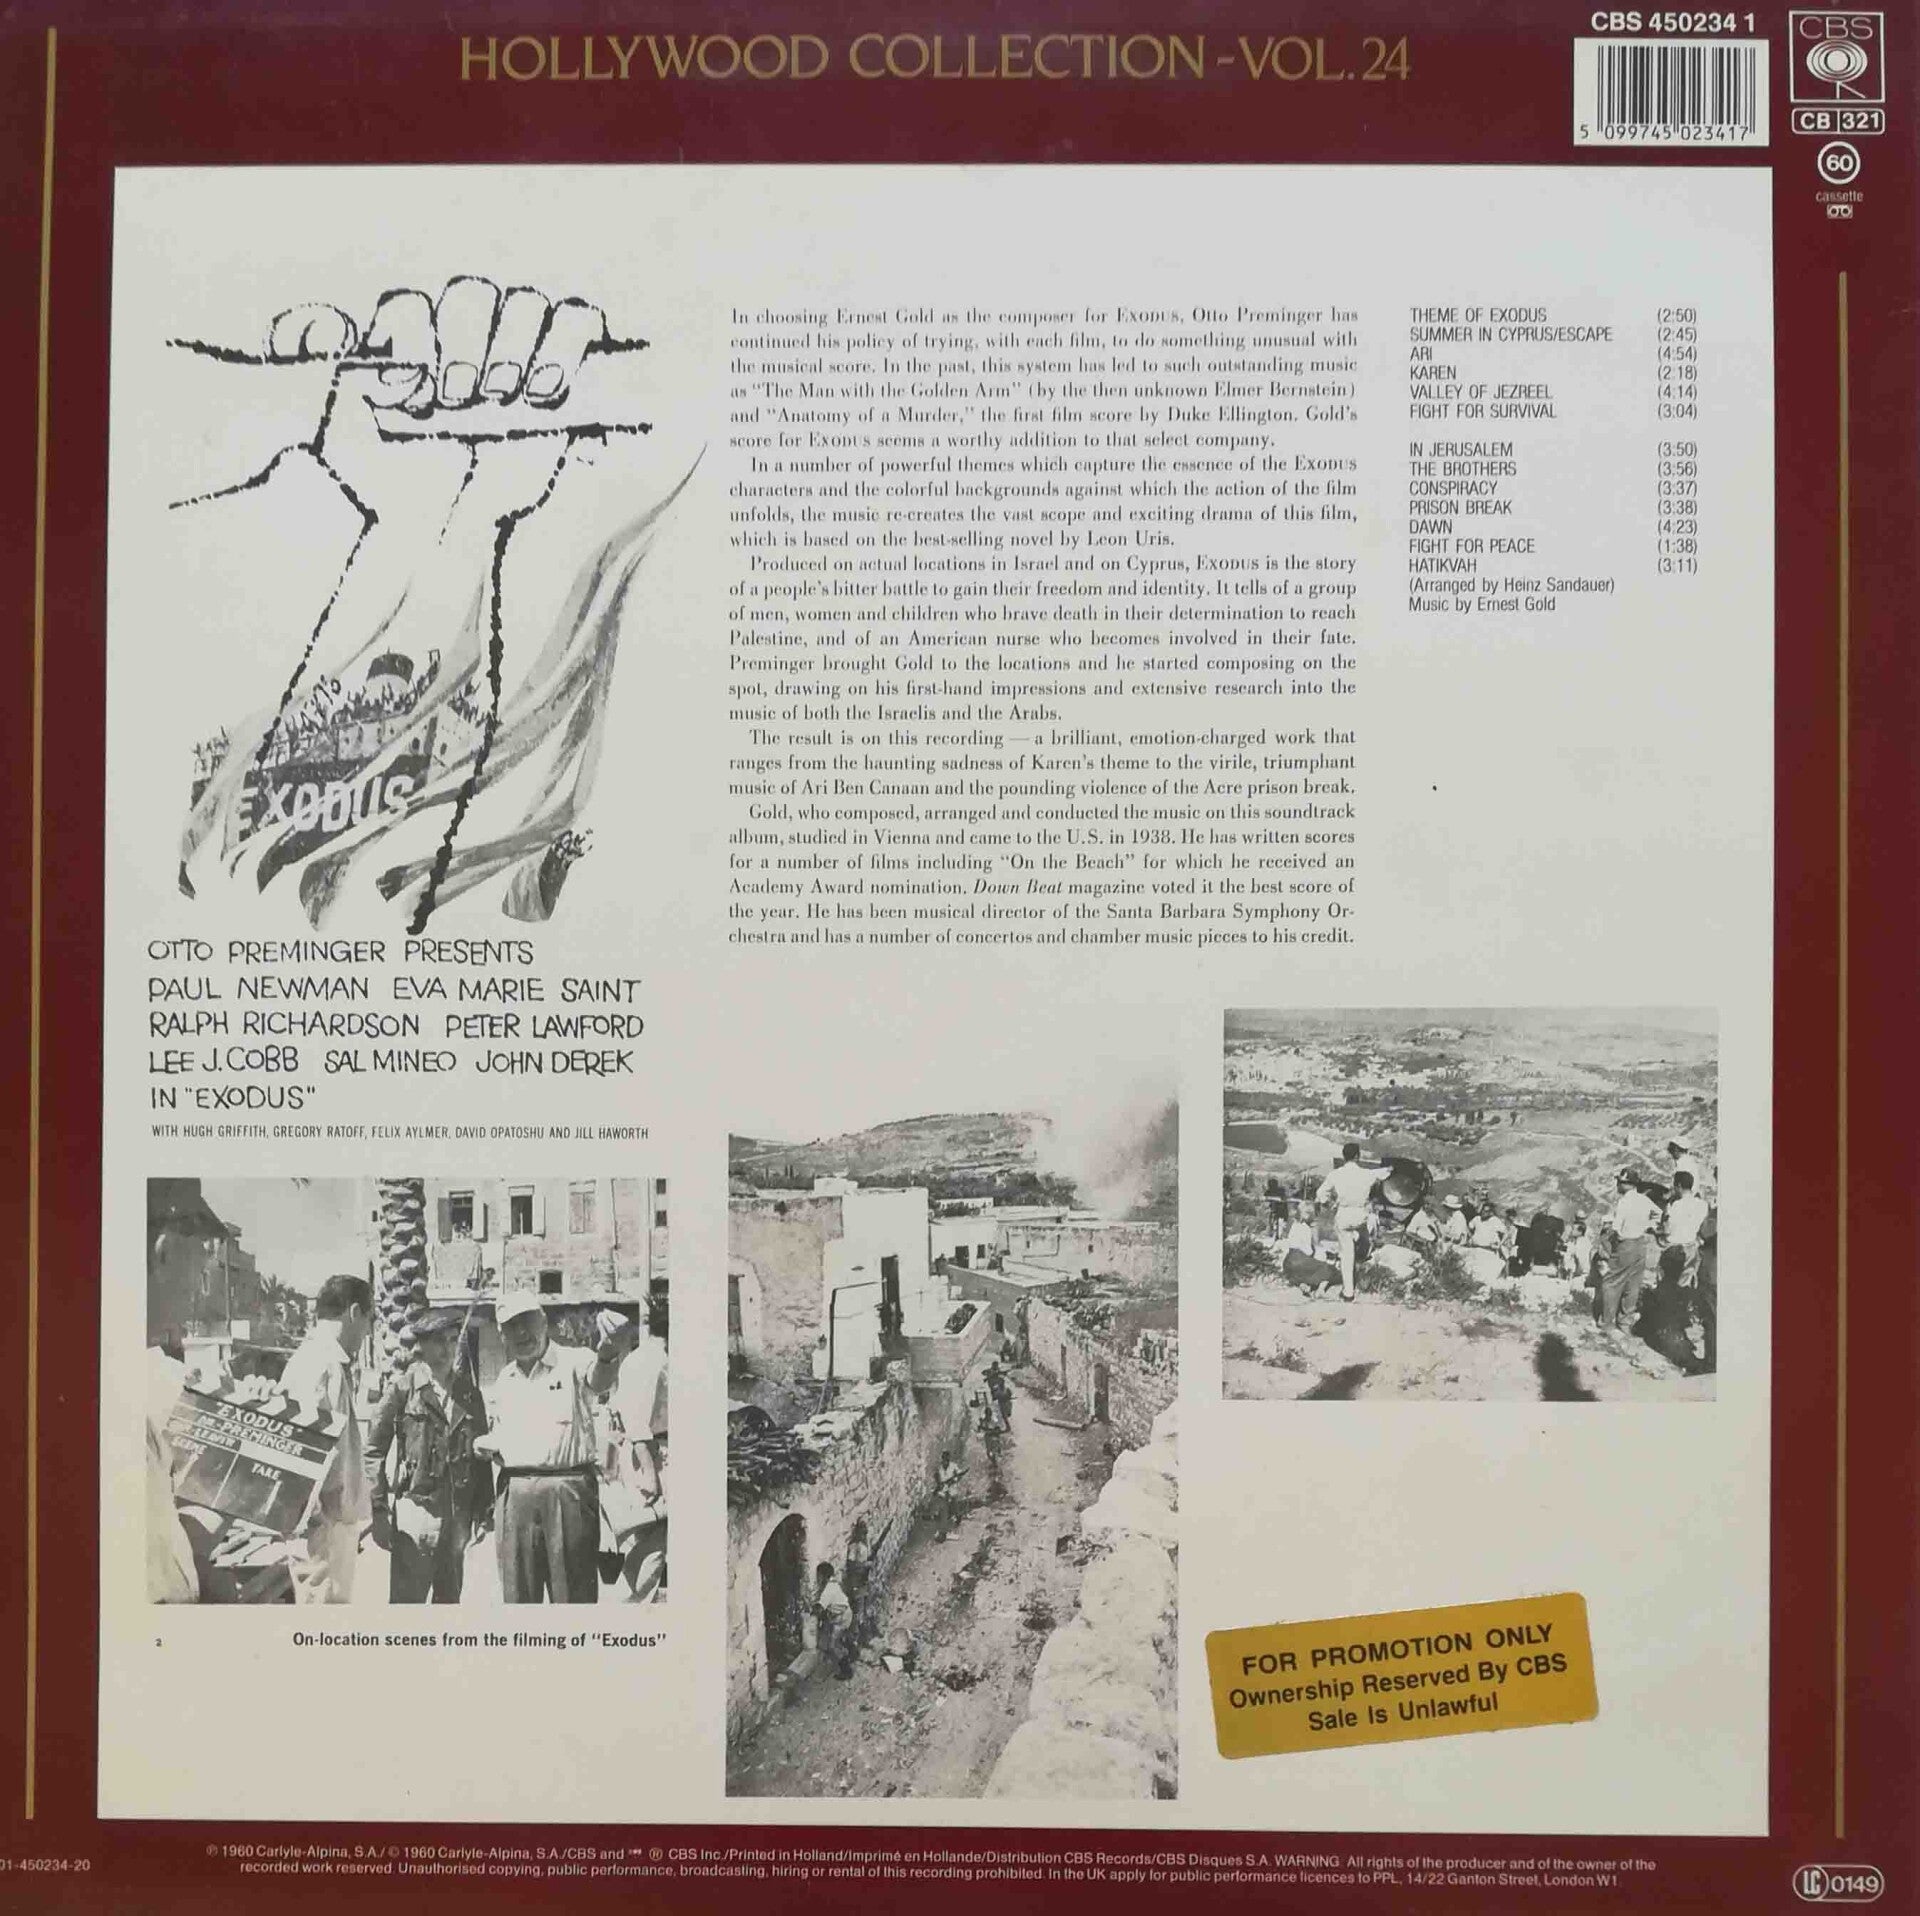 HOLLYWOOD COLLECTION-VOL.24
CBS 450234 1
5 099745 023417
CBS
CB 321
60
cassette
EXODUS
OTTO PREMINGER PRESENTS
PAUL NEWMAN EVA MARIE SAINT
RALPH RICHARDSON PETER LAWFORD
LEE J. COBB SAL MINEO JOHN DEREK
IN "EXODUS"
WITH HUGH GRIFFITH, GREGORY RATOFF, FELIX AYLMER, DAVID OPATOSHU AND JILL HAWORTH
In choosing Ernest Gold as the composer for EXODUS, Otto Preminger has
continued his policy of trying, with each film, to do something unusual with
the musical score. In the past, this system has led to such outstanding music
as "The Man with the Golden Arm" (by the then unknown Elmer Bernstein)
and "Anatomy of a Murder," the first film score by Duke Ellington. Gold's
score for EXODUS seems a worthy addition to that select company.
In a number of powerful themes which capture the essence of the EXODUS
characters and the colorful backgrounds against which the action of the film
unfolds, the music re-creates the vast scope and exciting drama of this film,
which is based on the best-selling novel by Leon Uris.
Produced on actual locations in Israel and on Cyprus, EXODUS is the story
of a people's bitter battle to gain their freedom and identity. It tells of a group
of men, women and children who brave death in their determination to reach
Palestine, and of an American nurse who becomes involved in their fate.
Preminger brought Gold to the locations and he started composing on the
spot, drawing on his first-hand impressions and extensive research into the
music of both the Israelis and the Arabs.
The result is on this recording — a brilliant, emotion-charged work that
ranges from the haunting sadness of Karen's theme to the virile, triumphant
music of Ari Ben Canaan and the pounding violence of the Acre prison break.
Gold, who composed, arranged and conducted the music on this soundtrack
album, studied in Vienna and came to the U.S. in 1938. He has written scores
for a number of films including "On the Beach" for which he received an
Academy Award nomination. Down Beat magazine voted it the best score of
the year. He has been musical director of the Santa Barbara Symphony Or-
chestra and has a number of concertos and chamber music pieces to his credit.
THEME OF EXODUS (2:50)
SUMMER IN CYPRUS/ESCAPE (2:45)
ARI (4:54)
KAREN (2:18)
VALLEY OF JEZREEL (4:14)
FIGHT FOR SURVIVAL (3:04)
IN JERUSALEM (3:50)
THE BROTHERS (3:56)
CONSPIRACY (3:37)
PRISON BREAK (3:38)
DAWN (4:23)
FIGHT FOR PEACE (1:38)
HATIKVAH (3:11)
(Arranged by Heinz Sandauer)
Music by Ernest Gold
"EXODUS"
PREMINGER
SCENE
TAKE
2
On-location scenes from the filming of "Exodus"
FOR PROMOTION ONLY
Ownership Reserved By CBS
Sale Is Unlawful
01-450234-20
℗ 1960 Carlyle-Alpina, S.A./ © 1960 Carlyle-Alpina, S.A./CBS and ® CBS Inc./Printed in Holland/Imprimé en Hollande/Distribution CBS Records/CBS Disques S.A. WARNING. All rights of the producer and of the owner of the
recorded work reserved. Unauthorised copying, public performance, broadcasting, hiring or rental of this recording prohibited. In the UK apply for public performance licences to PPL, 14/22 Ganton Street, London W1.
LC 0149